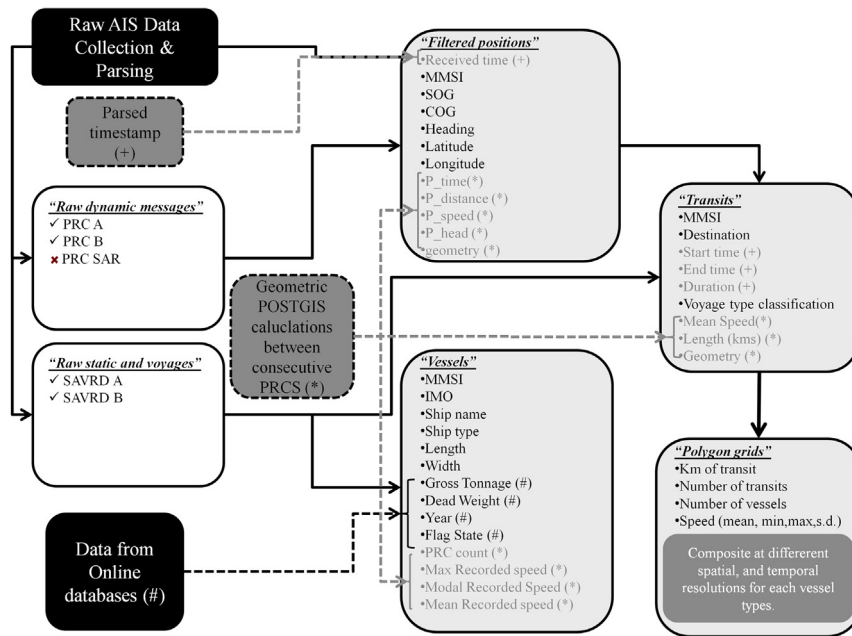 Raw AIS Data
Collection &
Parsing
Parsed
timestamp
(+)
"Raw dynamic messages"
✓ PRC A
✓ PRC B
✘ PRC SAR
"Raw static and voyages"
✓ SAVRD A
✓ SAVRD B
Data from
Online
databases (#)
Geometric
POSTGIS
caluclations
between
consecutive
PRCS (*)
"Filtered positions"
•Received time (+)
•MMSI
•SOG
•COG
•Heading
•Latitude
•Longitude
•P_time(*)
•P_distance (*)
•P_speed (*)
•P_head (*)
•geometry (*)
"Vessels"
•MMSI
•IMO
•Ship name
•Ship type
•Length
•Width
•Gross Tonnage (#)
•Dead Weight (#)
•Year (#)
•Flag State (#)
•PRC count (*)
•Max Recorded speed (*)
•Modal Recorded Speed (*)
•Mean Recorded speed (*)
"Transits"
•MMSI
•Destination
•Start time (+)
•End time (+)
•Duration (+)
•Voyage type classification
•Mean Speed(*)
•Length (kms) (*)
•Geometry (*)
"Polygon grids"
•Km of transit
•Number of transits
•Number of vessels
•Speed (mean, min,max,s.d.)
Composite at differerent
spatial, and temporal
resolutions for each vessel
types.